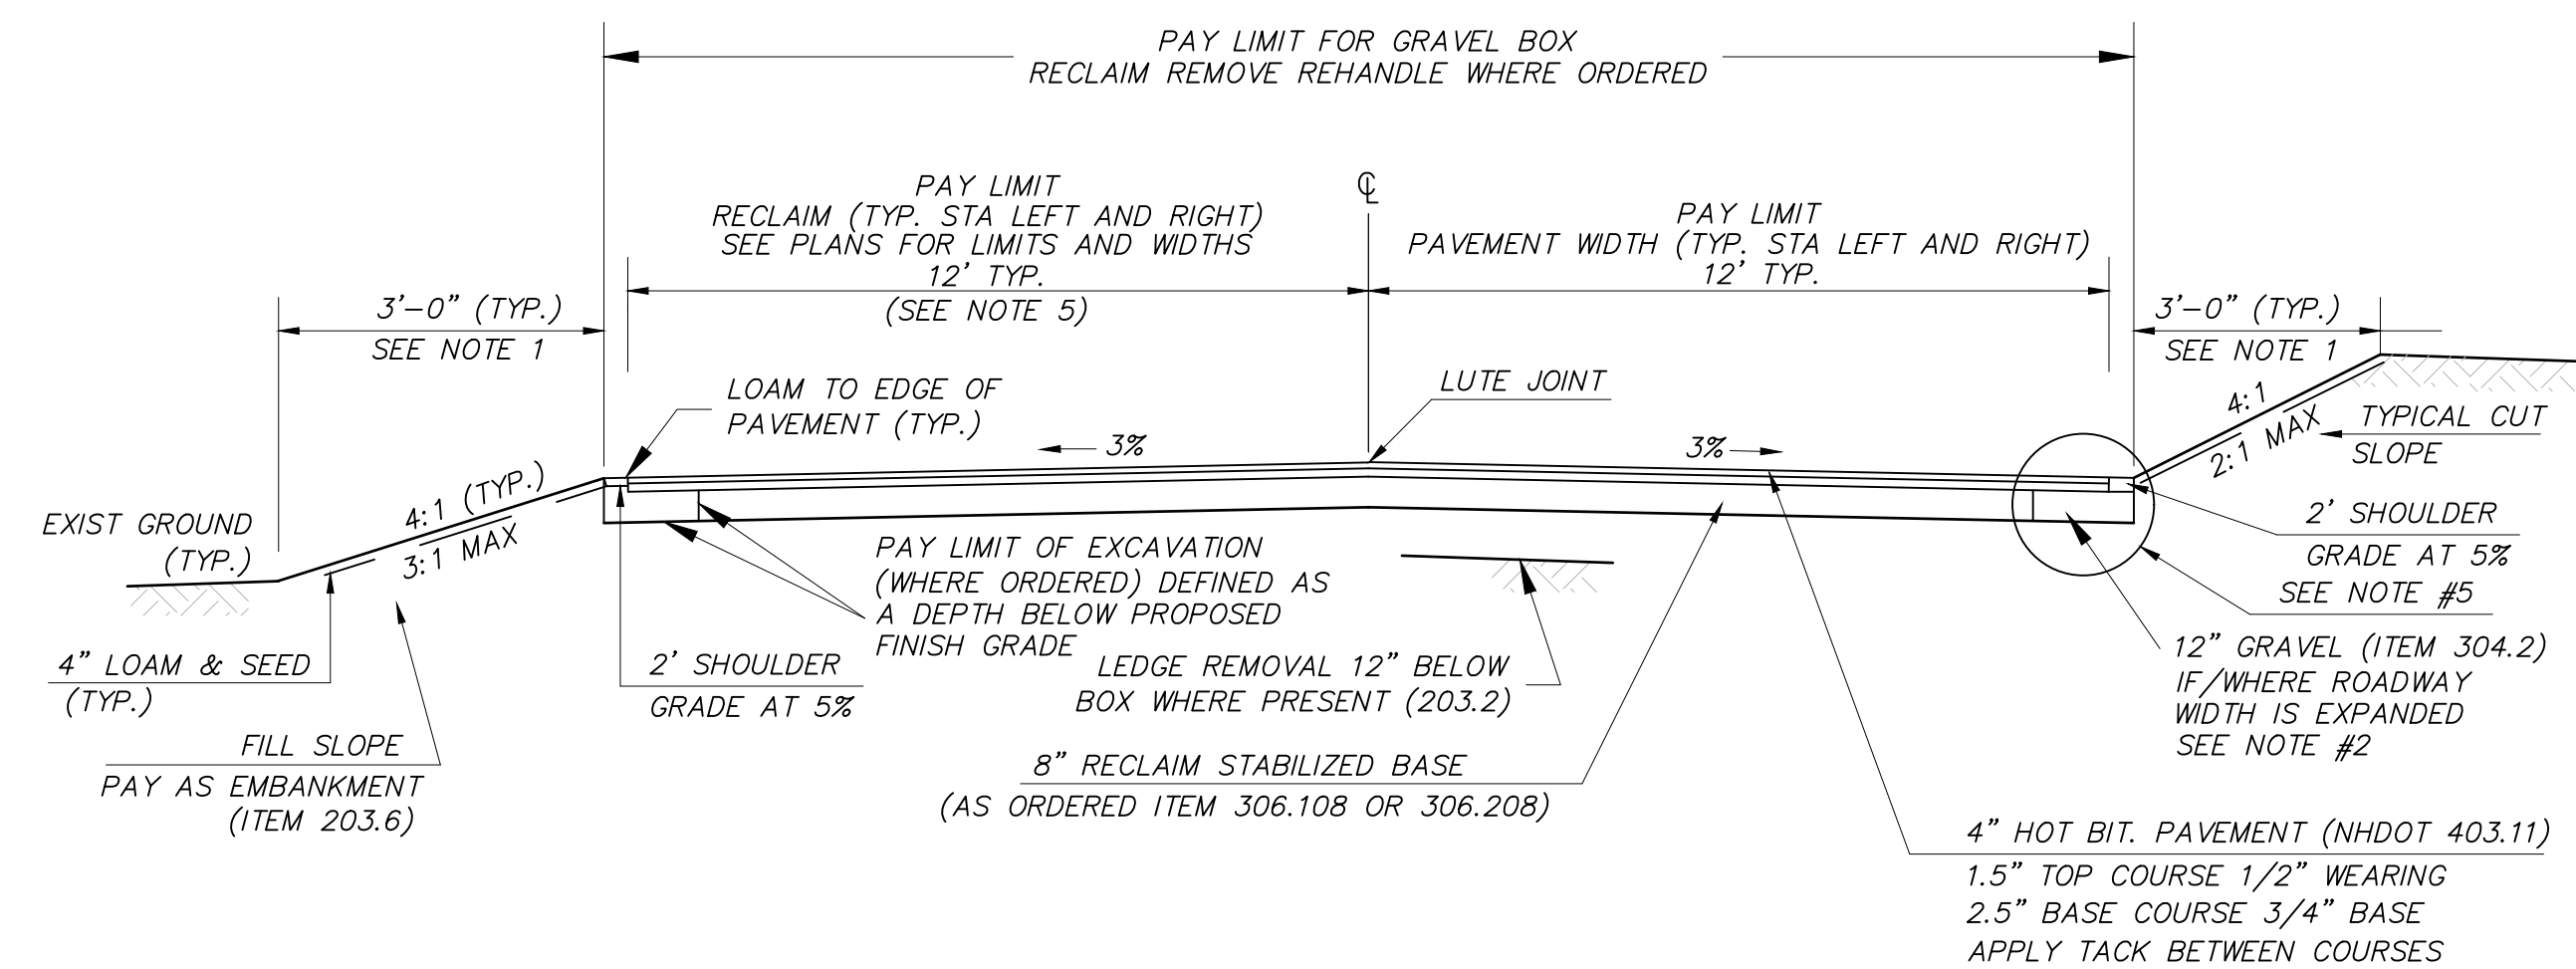 PAY LIMIT FOR GRAVEL BOX
RECLAIM REMOVE REHANDLE WHERE ORDERED
PAY LIMIT
RECLAIM (TYP. STA LEFT AND RIGHT)
SEE PLANS FOR LIMITS AND WIDTHS
12' TYP.
(SEE NOTE 5)
℄
PAY LIMIT
PAVEMENT WIDTH (TYP. STA LEFT AND RIGHT)
12' TYP.
3'-0" (TYP.)
SEE NOTE 1
3'-0" (TYP.)
SEE NOTE 1
LOAM TO EDGE OF
PAVEMENT (TYP.)
LUTE JOINT
3%
3%
4:1
2:1 MAX
TYPICAL CUT
SLOPE
4:1 (TYP.)
3:1 MAX
EXIST GROUND
(TYP.)
2' SHOULDER
GRADE AT 5%
SEE NOTE #5
PAY LIMIT OF EXCAVATION
(WHERE ORDERED) DEFINED AS
A DEPTH BELOW PROPOSED
FINISH GRADE
4" LOAM & SEED
(TYP.)
2' SHOULDER
GRADE AT 5%
LEDGE REMOVAL 12" BELOW
BOX WHERE PRESENT (203.2)
12" GRAVEL (ITEM 304.2)
IF/WHERE ROADWAY
WIDTH IS EXPANDED
SEE NOTE #2
FILL SLOPE
PAY AS EMBANKMENT
(ITEM 203.6)
8" RECLAIM STABILIZED BASE
(AS ORDERED ITEM 306.108 OR 306.208)
4" HOT BIT. PAVEMENT (NHDOT 403.11)
1.5" TOP COURSE 1/2" WEARING
2.5" BASE COURSE 3/4" BASE
APPLY TACK BETWEEN COURSES